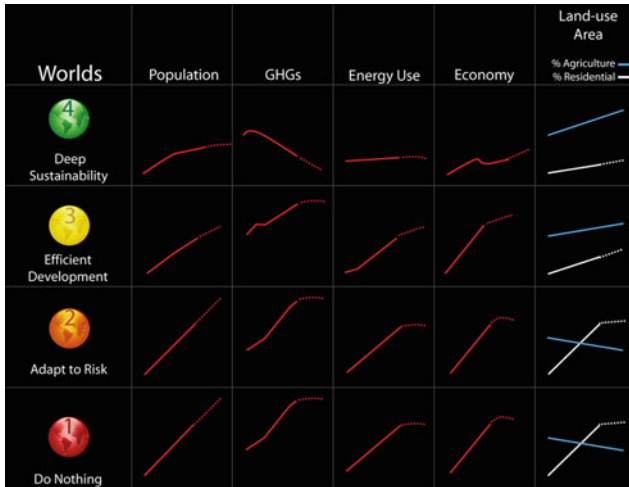 Land-use
Area
% Agriculture
% Residential
Worlds Population GHGs Energy Use Economy
4
Deep
Sustainability
3
Efficient
Development
2
Adapt to Risk
1
Do Nothing